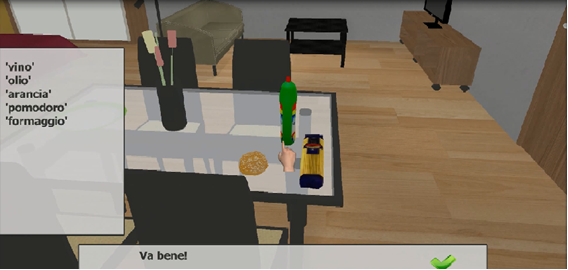 'vino'
'olio'
'arancia'
'pomodoro'
'formaggio'
Va bene!